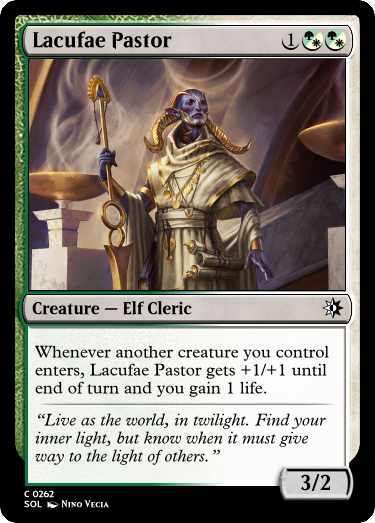 Lacufae Pastor 1
Creature — Elf Cleric
Whenever another creature you control
enters, Lacufae Pastor gets +1/+1 until
end of turn and you gain 1 life.
“Live as the world, in twilight. Find your
inner light, but know when it must give
way to the light of others.”
3/2
C 0262
SOL Nino Vecia